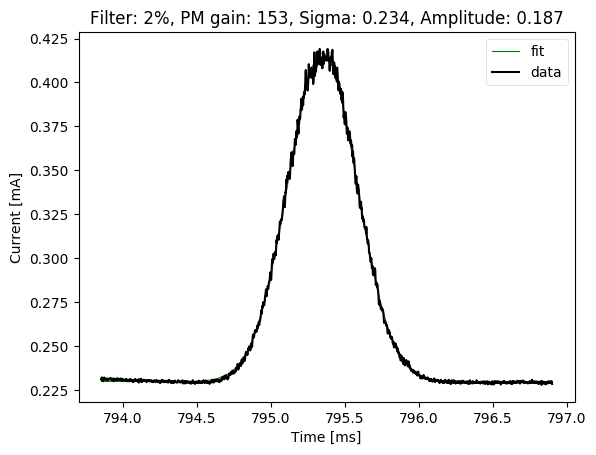 Filter: 2%, PM gain: 153, Sigma: 0.234, Amplitude: 0.187
fit
data
0.425
0.400
0.375
0.350
0.325
0.300
0.275
0.250
0.225
Current [mA]
794.0 794.5 795.0 795.5 796.0 796.5 797.0
Time [ms]